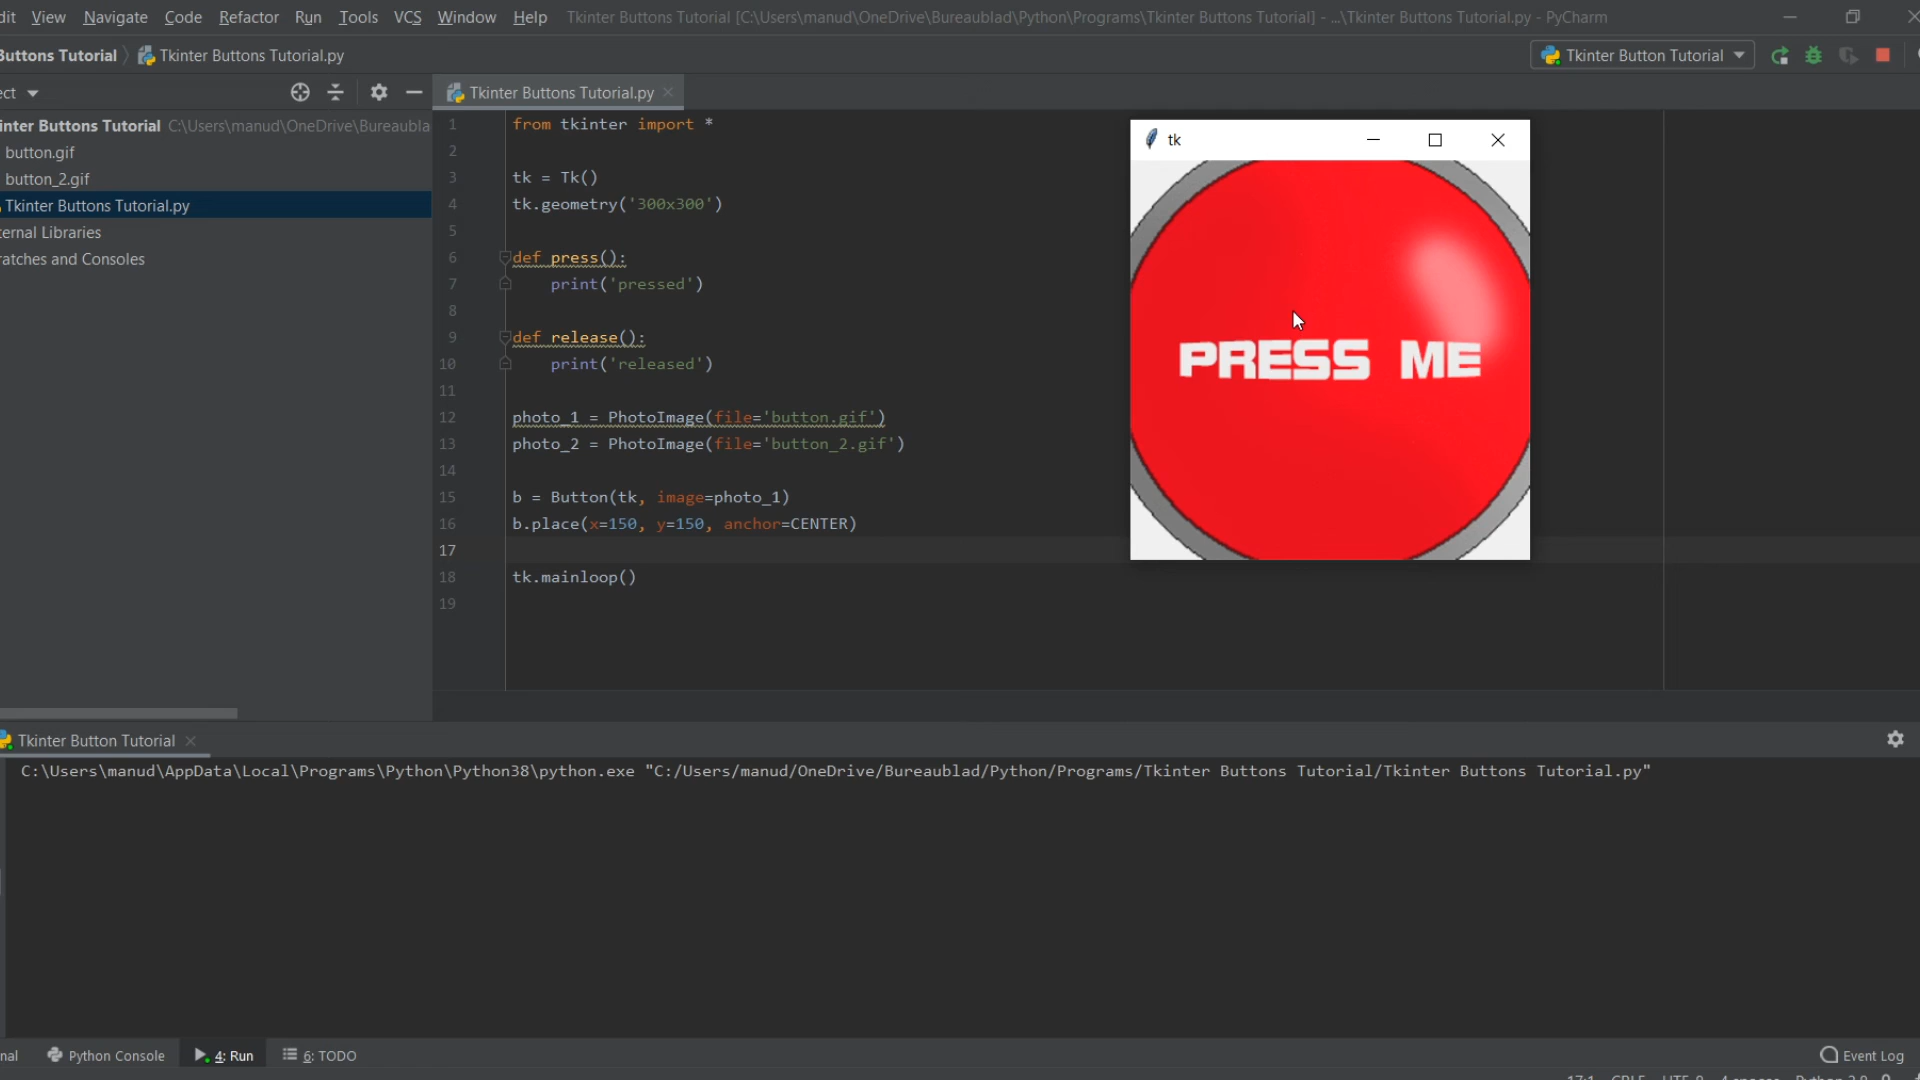 dit View Navigate Code Refactor Run Tools VCS Window Help Tkinter Buttons Tutorial [C:\Users\manud\OneDrive\Bureaublad\Python\Programs\Tkinter Buttons Tutorial] - ...\Tkinter Buttons Tutorial.py - PyCharm
Buttons Tutorial Tkinter Buttons Tutorial.py Tkinter Button Tutorial
ect Tkinter Buttons Tutorial.py
inter Buttons Tutorial C:\Users\manud\OneDrive\Bureaubla
button.gif
button_2.gif
Tkinter Buttons Tutorial.py
ernal Libraries
ratches and Consoles
1 from tkinter import *
2
3 tk = Tk()
4 tk.geometry('300x300')
5
6 def press():
7 print('pressed')
8
9 def release():
10 print('released')
11
12 photo_1 = PhotoImage(file='button.gif')
13 photo_2 = PhotoImage(file='button_2.gif')
14
15 b = Button(tk, image=photo_1)
16 b.place(x=150, y=150, anchor=CENTER)
17
18 tk.mainloop()
19
tk
PRESS ME
Tkinter Button Tutorial
C:\Users\manud\AppData\Local\Programs\Python\Python38\python.exe "C:/Users/manud/OneDrive/Bureaublad/Python/Programs/Tkinter Buttons Tutorial/Tkinter Buttons Tutorial.py"
nal Python Console 4: Run 6: TODO Event Log